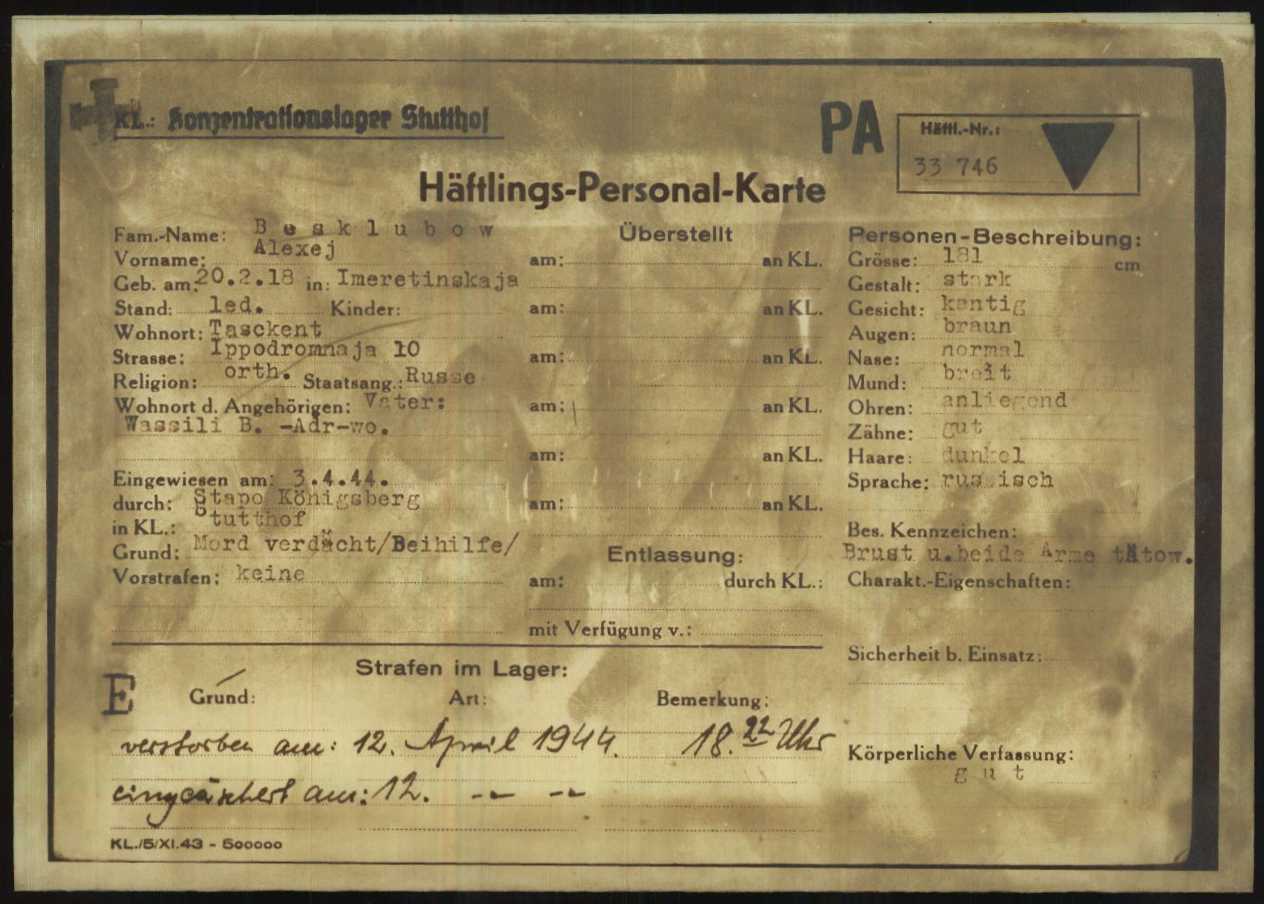 KL.: Konzentrationslager Stutthof
PA
Häftl.-Nr.:
33 746
Häftlings-Personal-Karte
Fam.-Name: Besklubow
Vorname: Alexej
Geb. am: 20.2.18 in: Imeretinskaja
Stand: led. Kinder:
Wohnort: Tasckent
Strasse: Ippodromnaja 10
Religion: orth. Staatsang.: Russe
Wohnort d. Angehörigen: Vater:
Wassili B. -Adr-wo.
Eingewiesen am: 3.4.44.
durch: Stapo Königsberg
in KL.: Stutthof
Grund: Mord verdächt/Beihilfe/
Vorstrafen: keine
Überstellt
am: an KL.
am: an KL.
am: an KL.
am: an KL.
am: an KL.
am: an KL.
Entlassung:
am: durch KL.:
mit Verfügung v.:
Personen-Beschreibung:
Grösse: 181 cm
Gestalt: stark
Gesicht: kantig
Augen: braun
Nase: normal
Mund: breit
Ohren: anliegend
Zähne: gut
Haare: dunkel
Sprache: russisch
Bes. Kennzeichen:
Brust u.beide Arme tätow.
Charakt.-Eigenschaften:
Sicherheit b. Einsatz:
Körperliche Verfassung:
gut
Strafen im Lager:
E
Grund: Art: Bemerkung:
verstorben am: 12. April 1944. 18.22 Uhr
eingeäschert am: 12. -"- -"-
KL./5/XI.43 - 500000